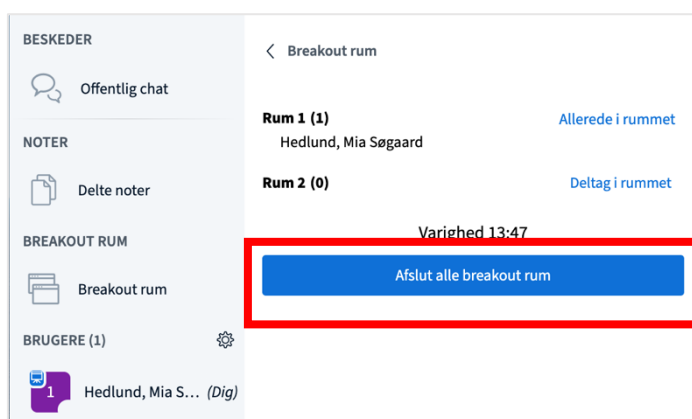 BESKEDER
Offentlig chat
NOTER
Delte noter
BREAKOUT RUM
Breakout rum
BRUGERE (1)
1
Hedlund, Mia S... (Dig)
Breakout rum
Rum 1 (1) Allerede i rummet
Hedlund, Mia Søgaard
Rum 2 (0) Deltag i rummet
Varighed 13:47
Afslut alle breakout rum